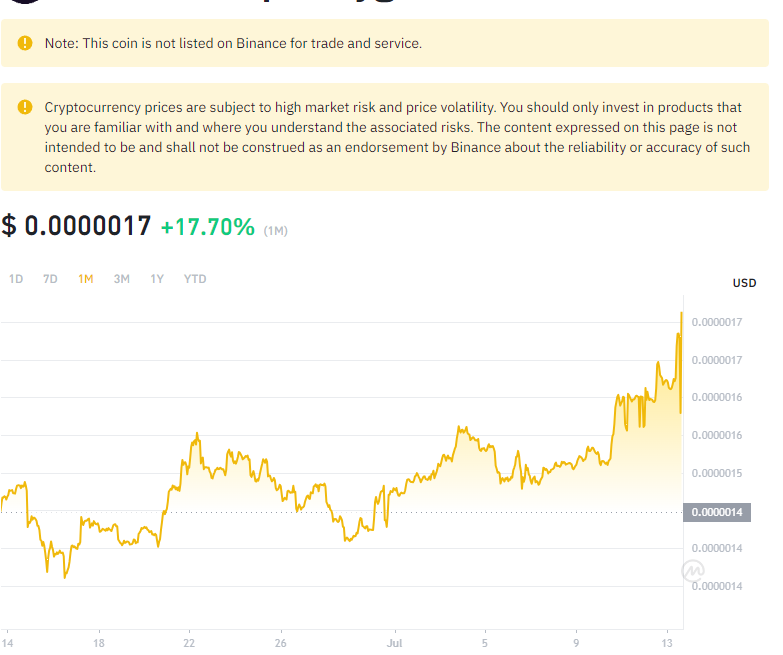 Note: This coin is not listed on Binance for trade and service.
Cryptocurrency prices are subject to high market risk and price volatility. You should only invest in products that
you are familiar with and where you understand the associated risks. The content expressed on this page is not
intended to be and shall not be construed as an endorsement by Binance about the reliability or accuracy of such
content.
$ 0.0000017 +17.70% (1M)
1D 7D 1M 3M 1Y YTD
USD
0.0000017
0.0000017
0.0000016
0.0000016
0.0000015
0.0000014
0.0000014
0.0000014
14 18 22 26 Jul 5 9 13